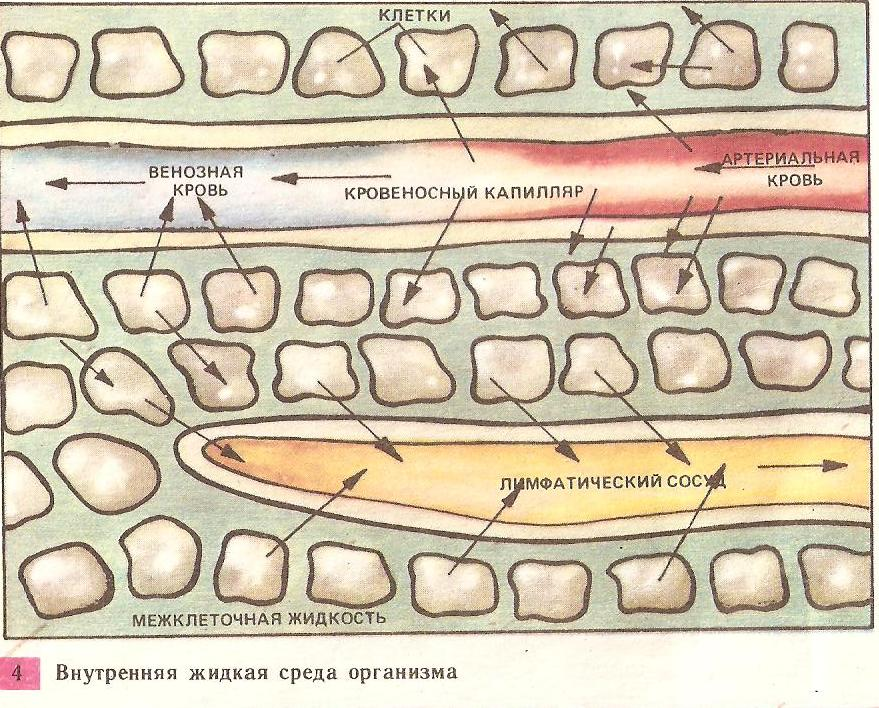 КЛЕТКИ
ВЕНОЗНАЯ
КРОВЬ
КРОВЕНОСНЫЙ КАПИЛЛЯР
АРТЕРИАЛЬНАЯ
КРОВЬ
ЛИМФАТИЧЕСКИЙ СОСУД
МЕЖКЛЕТОЧНАЯ ЖИДКОСТЬ
4 Внутренняя жидкая среда организма